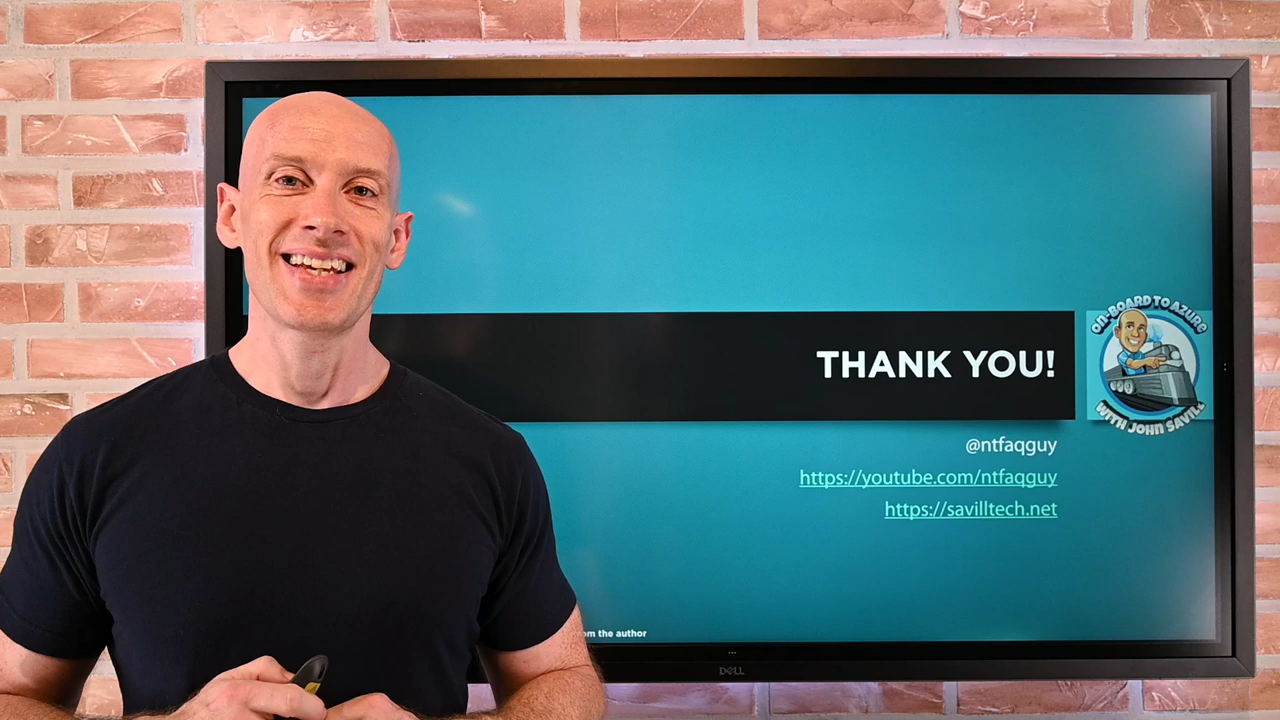 ON-BOARD TO AZURE
THANK YOU!
WITH JOHN SAVILL
@ntfaqguy
https://youtube.com/ntfaqguy
https://savilltech.net
the author
DELL